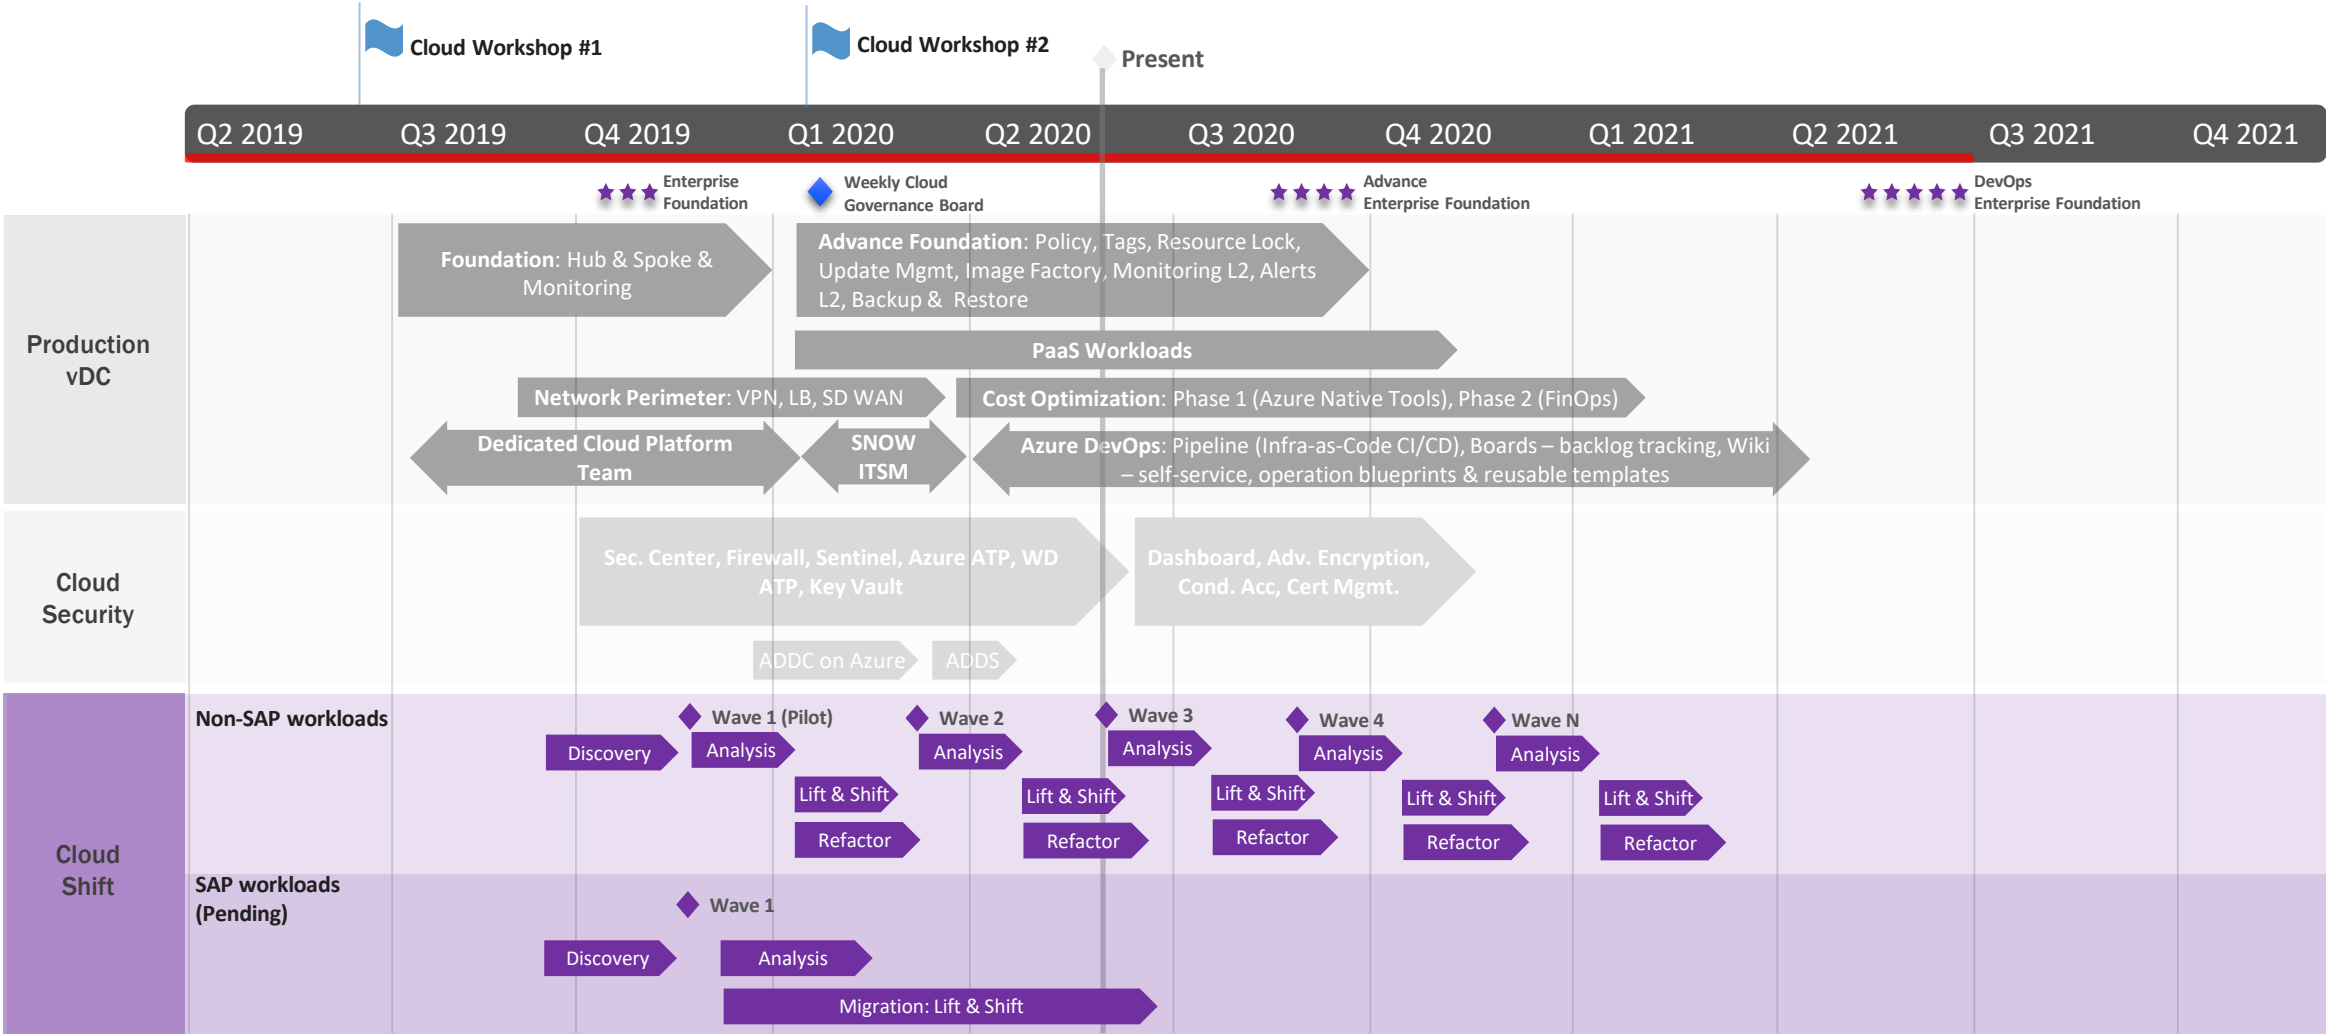 Cloud Workshop #1
Cloud Workshop #2
Present
Q2 2019
Q3 2019
Q4 2019
Q1 2020
Q2 2020
Q3 2020
Q4 2020
Q1 2021
Q2 2021
Q3 2021
Q4 2021
Enterprise
Foundation
Weekly Cloud
Governance Board
Advance
Enterprise Foundation
DevOps
Enterprise Foundation
Production
vDC
Foundation: Hub & Spoke &
Monitoring
Advance Foundation: Policy, Tags, Resource Lock,
Update Mgmt, Image Factory, Monitoring L2, Alerts
L2, Backup & Restore
PaaS Workloads
Network Perimeter: VPN, LB, SD WAN
Cost Optimization: Phase 1 (Azure Native Tools), Phase 2 (FinOps)
Dedicated Cloud Platform
Team
SNOW
ITSM
Azure DevOps: Pipeline (Infra-as-Code CI/CD), Boards – backlog tracking, Wiki
– self-service, operation blueprints & reusable templates
Cloud
Security
Sec. Center, Firewall, Sentinel, Azure ATP, WD
ATP, Key Vault
Dashboard, Adv. Encryption,
Cond. Acc, Cert Mgmt.
ADDC on Azure
ADDS
Cloud
Shift
Non-SAP workloads
Wave 1 (Pilot)
Wave 2
Wave 3
Wave 4
Wave N
Discovery
Analysis
Analysis
Analysis
Analysis
Analysis
Lift & Shift
Lift & Shift
Lift & Shift
Lift & Shift
Lift & Shift
Refactor
Refactor
Refactor
Refactor
Refactor
SAP workloads
(Pending)
Wave 1
Discovery
Analysis
Migration: Lift & Shift